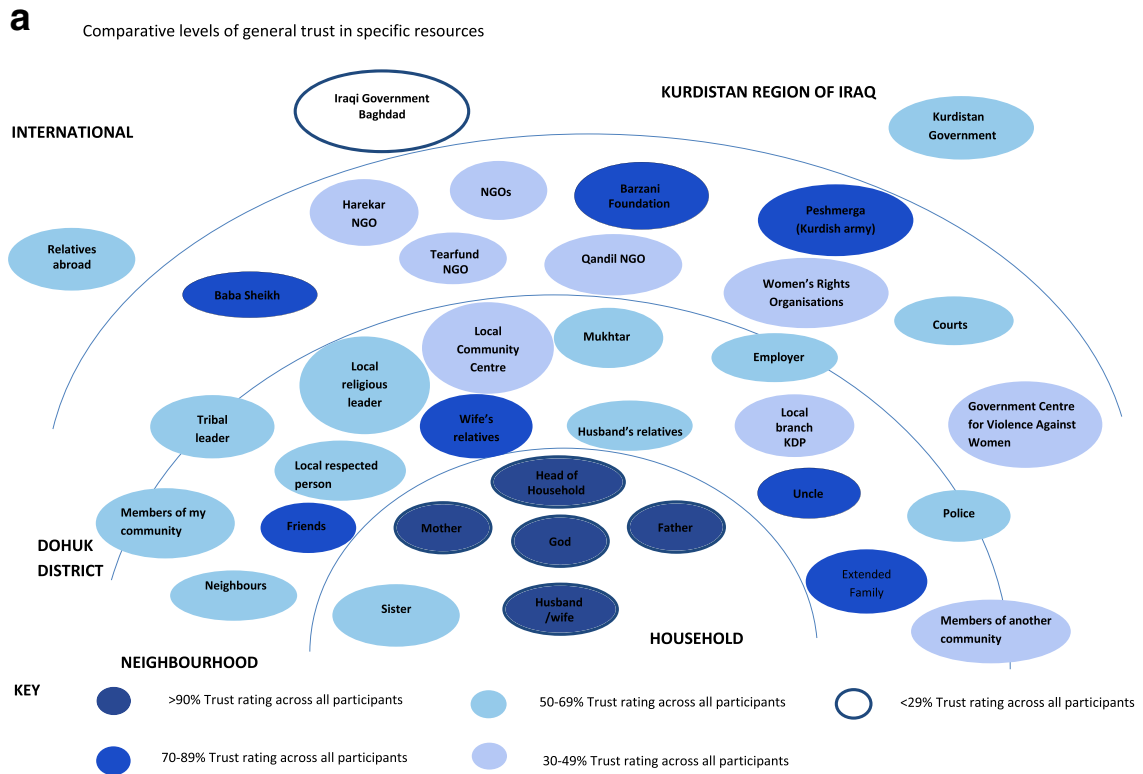 a
Comparative levels of general trust in specific resources
KURDISTAN REGION OF IRAQ
Iraqi Government
Baghdad
Kurdistan
Government
INTERNATIONAL
NGOs
Barzani
Foundation
Harekar
NGO
Peshmerga
(Kurdish army)
Relatives
abroad
Tearfund
NGO
Qandil NGO
Women's Rights
Organisations
Baba Sheikh
Courts
Local
Community
Centre
Mukhtar
Employer
Local
religious
leader
Tribal
leader
Wife's
relatives
Husband's relatives
Local
branch
KDP
Government Centre
for Violence Against
Women
Local respected
person
Head of
Household
Uncle
Members of my
community
Friends
Mother
God
Father
Police
DOHUK
DISTRICT
Neighbours
Sister
Husband
/wife
Extended
Family
Members of another
community
HOUSEHOLD
NEIGHBOURHOOD
KEY
>90% Trust rating across all participants
50-69% Trust rating across all participants
<29% Trust rating across all participants
70-89% Trust rating across all participants
30-49% Trust rating across all participants